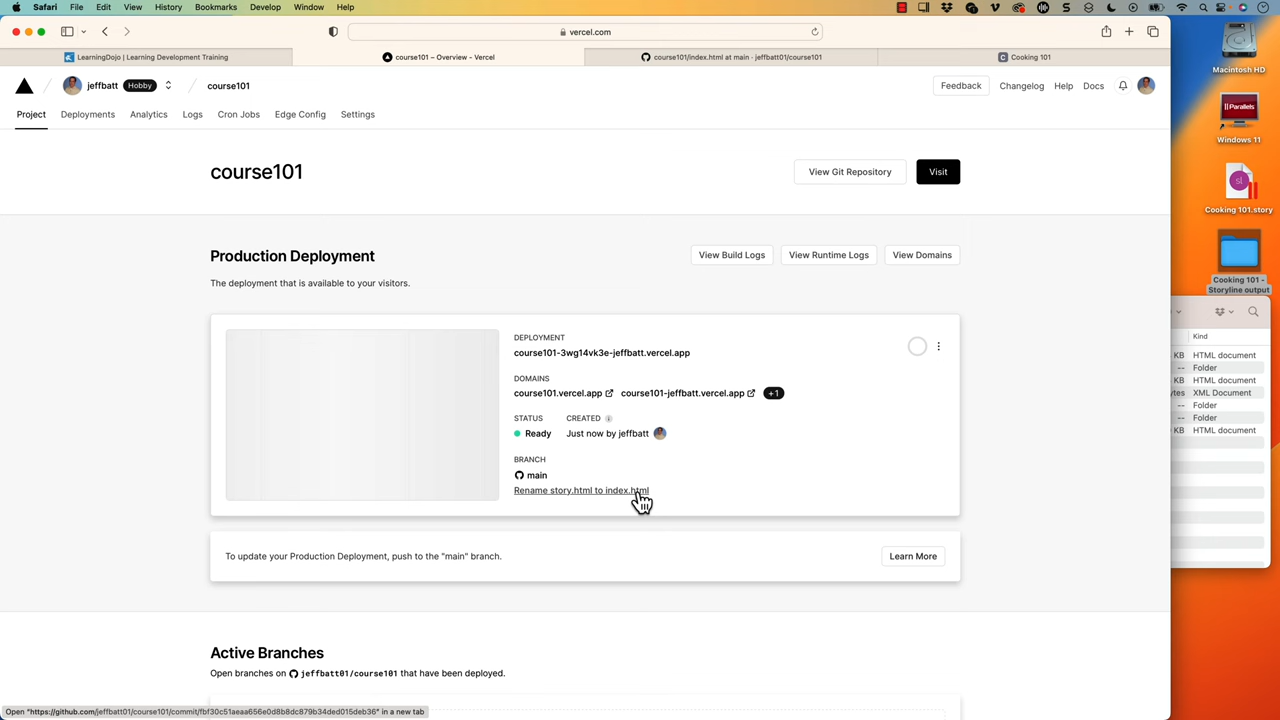 Safari File Edit View History Bookmarks Develop Window Help
vercel.com
LearningDojo | Learning Development Training
course101 – Overview – Vercel
course101/index.html at main · jeffbatt01/course101
Cooking 101
jeffbatt Hobby course101
Feedback Changelog Help Docs
Project Deployments Analytics Logs Cron Jobs Edge Config Settings
course101
View Git Repository Visit
Production Deployment
View Build Logs View Runtime Logs View Domains
The deployment that is available to your visitors.
DEPLOYMENT
course101-3wg14vk3e-jeffbatt.vercel.app
DOMAINS
course101.vercel.app course101-jeffbatt.vercel.app +1
STATUS CREATED
Ready Just now by jeffbatt
BRANCH
main
Rename story.html to index.html
To update your Production Deployment, push to the "main" branch.
Learn More
Active Branches
Open branches on jeffbatt01/course101 that have been deployed.
Open "https://github.com/jeffbatt01/course101/commit/fbf30c51aeaa656e0d8b8dc879b34ded015deb36" in a new tab
Macintosh HD
Parallels
Windows 11
sl
Cooking 101.story
Cooking 101 -
Storyline output
Kind
KB HTML document
-- Folder
KB HTML document
ytes XML Document
-- Folder
-- Folder
KB HTML document